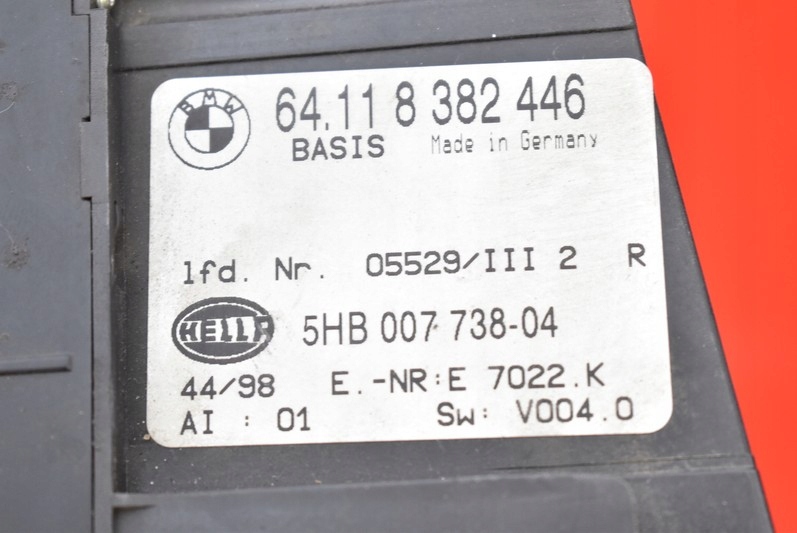 BMW 64.11 8 382 446
BASIS Made in Germany
lfd. Nr. 05529/III 2 R
HELLA 5HB 007 738-04
44/98 E.-NR:E 7022.K
AI : 01 Sw: V004.0